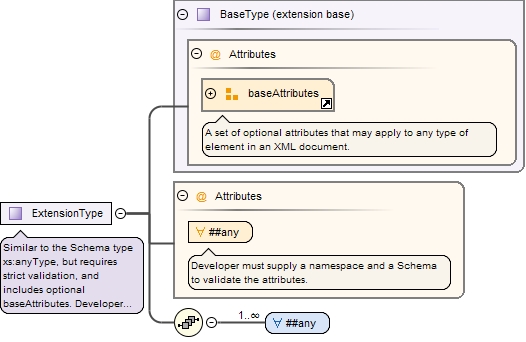 BaseType (extension base)
@ Attributes
baseAttributes
A set of optional attributes that may apply to any type of
element in an XML document.
@ Attributes
∀ ##any
Developer must supply a namespace and a Schema
to validate the attributes.
ExtensionType
Similar to the Schema type
xs:anyType, but requires
strict validation, and
includes optional
baseAttributes. Developer...
1..∞
∀ ##any